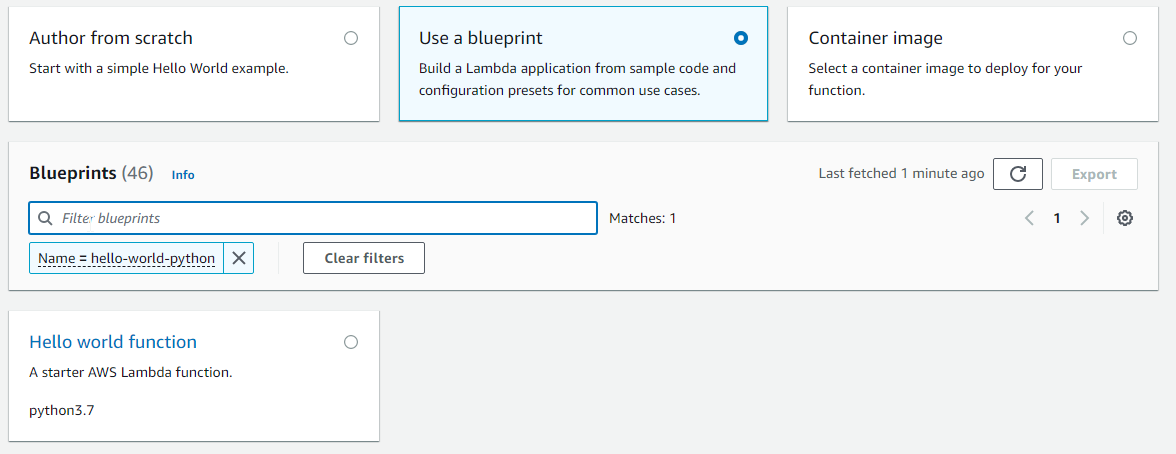 Author from scratch
Start with a simple Hello World example.
Use a blueprint
Build a Lambda application from sample code and
configuration presets for common use cases.
Container image
Select a container image to deploy for your
function.
Blueprints (46) Info
Last fetched 1 minute ago
Export
Filter blueprints
Matches: 1
1
Name = hello-world-python
Clear filters
Hello world function
A starter AWS Lambda function.
python3.7